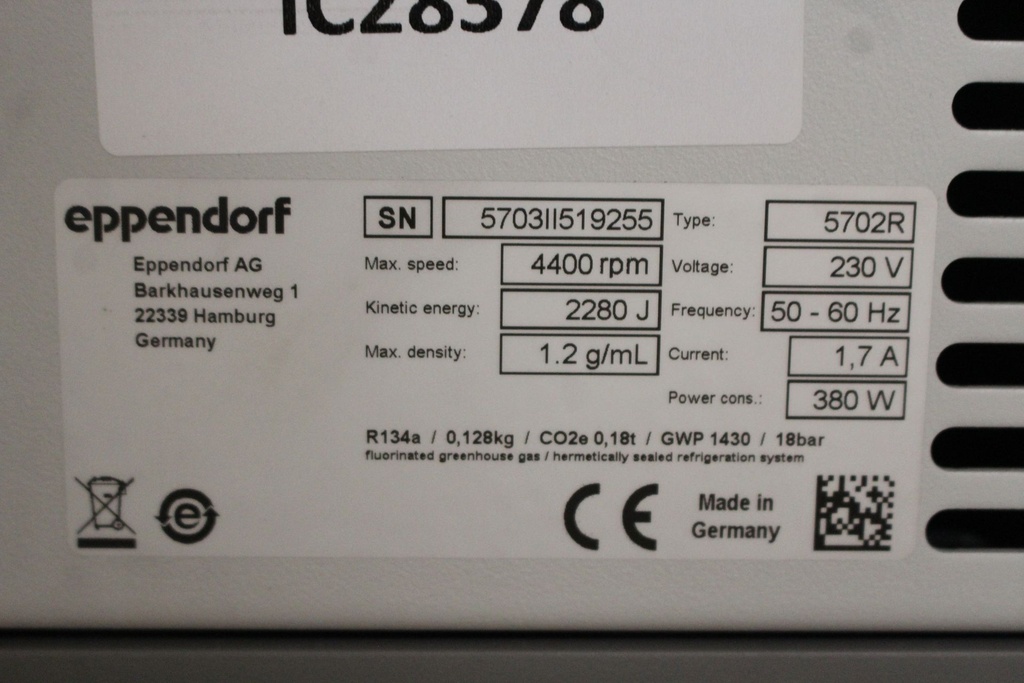 IC28378
eppendorf
Eppendorf AG
Barkhausenweg 1
22339 Hamburg
Germany
SN 5703II519255 Type: 5702R
Max. speed: 4400 rpm Voltage: 230 V
Kinetic energy: 2280 J Frequency: 50 - 60 Hz
Max. density: 1.2 g/mL Current: 1,7 A
Power cons.: 380 W
R134a / 0,128kg / CO2e 0,18t / GWP 1430 / 18bar
fluorinated greenhouse gas / hermetically sealed refrigeration system
e
CE
Made in
Germany